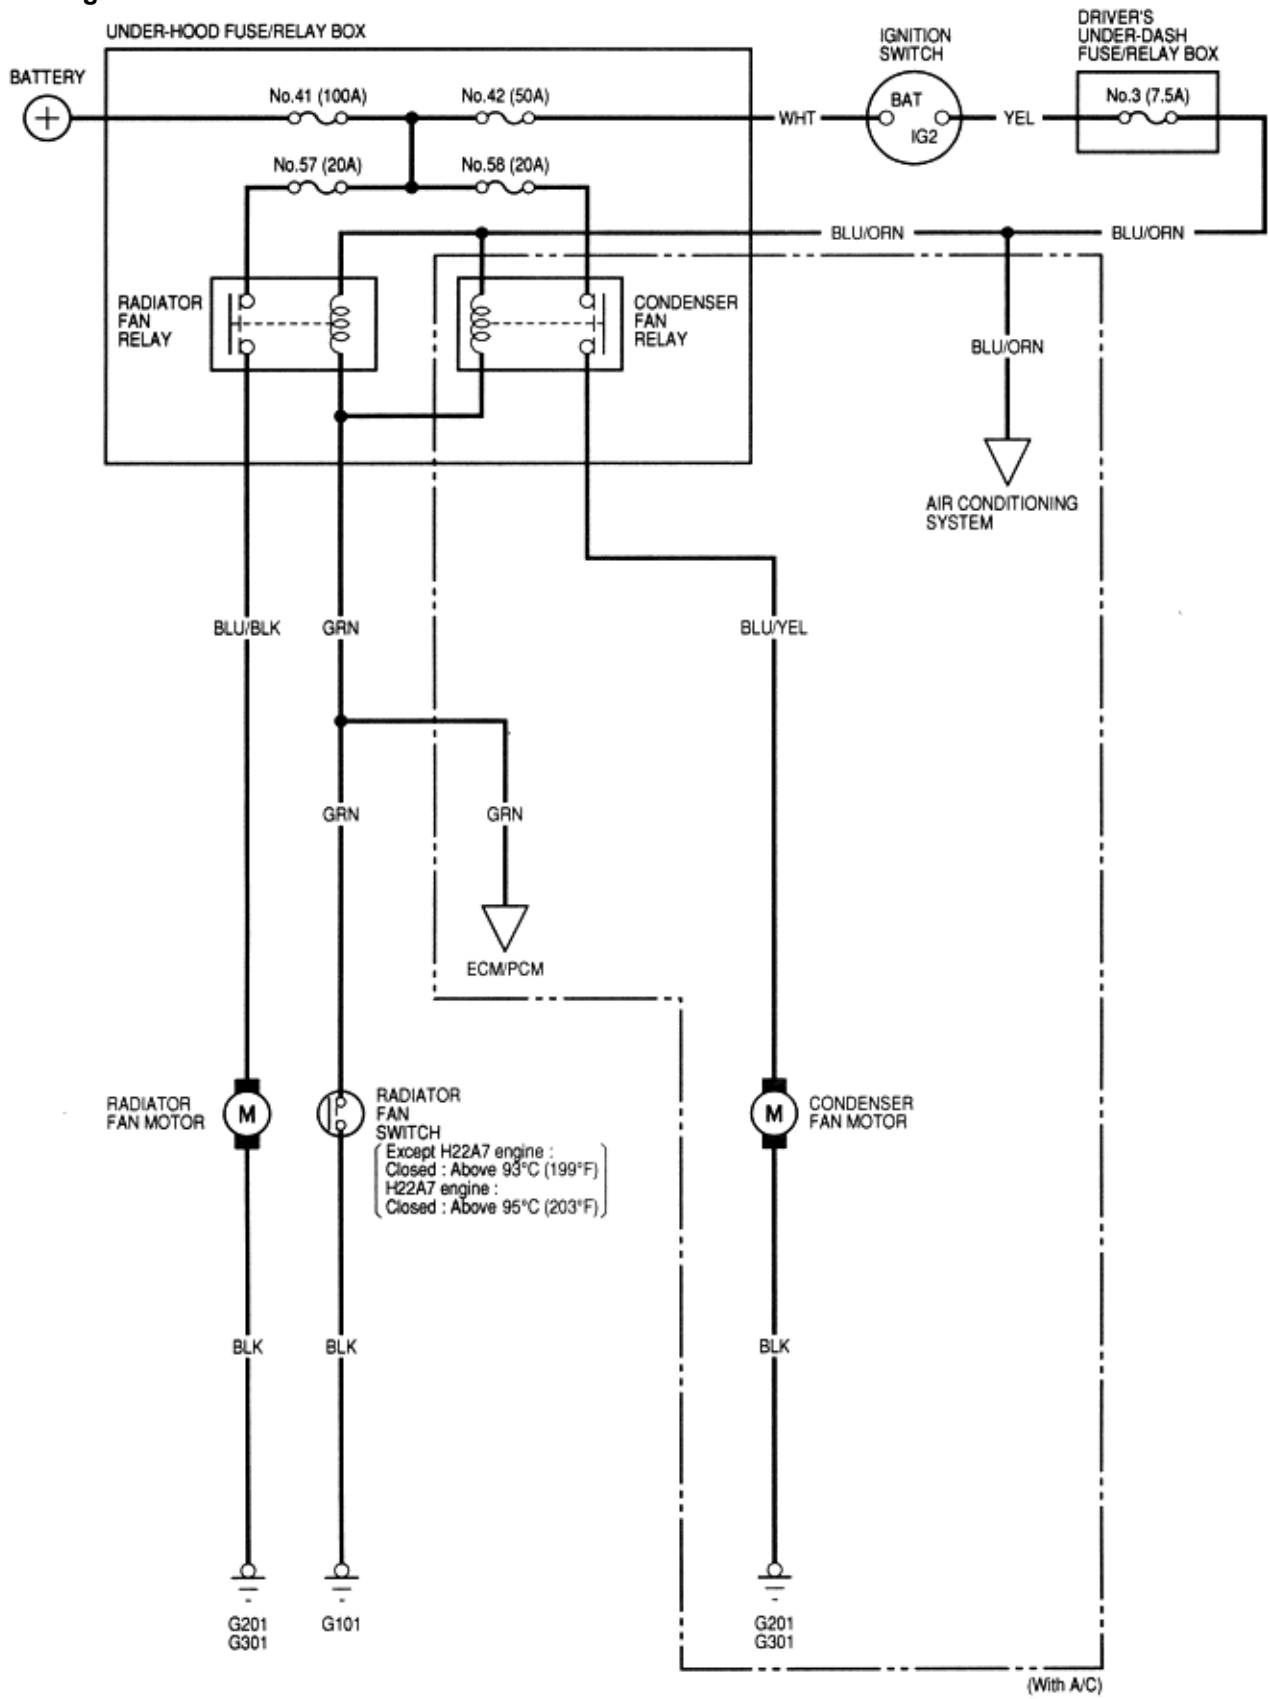 UNDER-HOOD FUSE/RELAY BOX
IGNITION
SWITCH
DRIVER'S
UNDER-DASH
FUSE/RELAY BOX
BATTERY
No.41 (100A)
No.42 (50A)
BAT
IG2
No.3 (7.5A)
WHT
YEL
No.57 (20A)
No.58 (20A)
BLU/ORN
BLU/ORN
RADIATOR
FAN
RELAY
CONDENSER
FAN
RELAY
BLU/ORN
AIR CONDITIONING
SYSTEM
BLU/BLK
GRN
BLU/YEL
GRN
GRN
ECM/PCM
RADIATOR
FAN MOTOR
M
RADIATOR
FAN
SWITCH
Except H22A7 engine :
Closed : Above 93°C (199°F)
H22A7 engine :
Closed : Above 95°C (203°F)
M
CONDENSER
FAN MOTOR
BLK
BLK
BLK
G201
G301
G101
G201
G301
(With A/C)